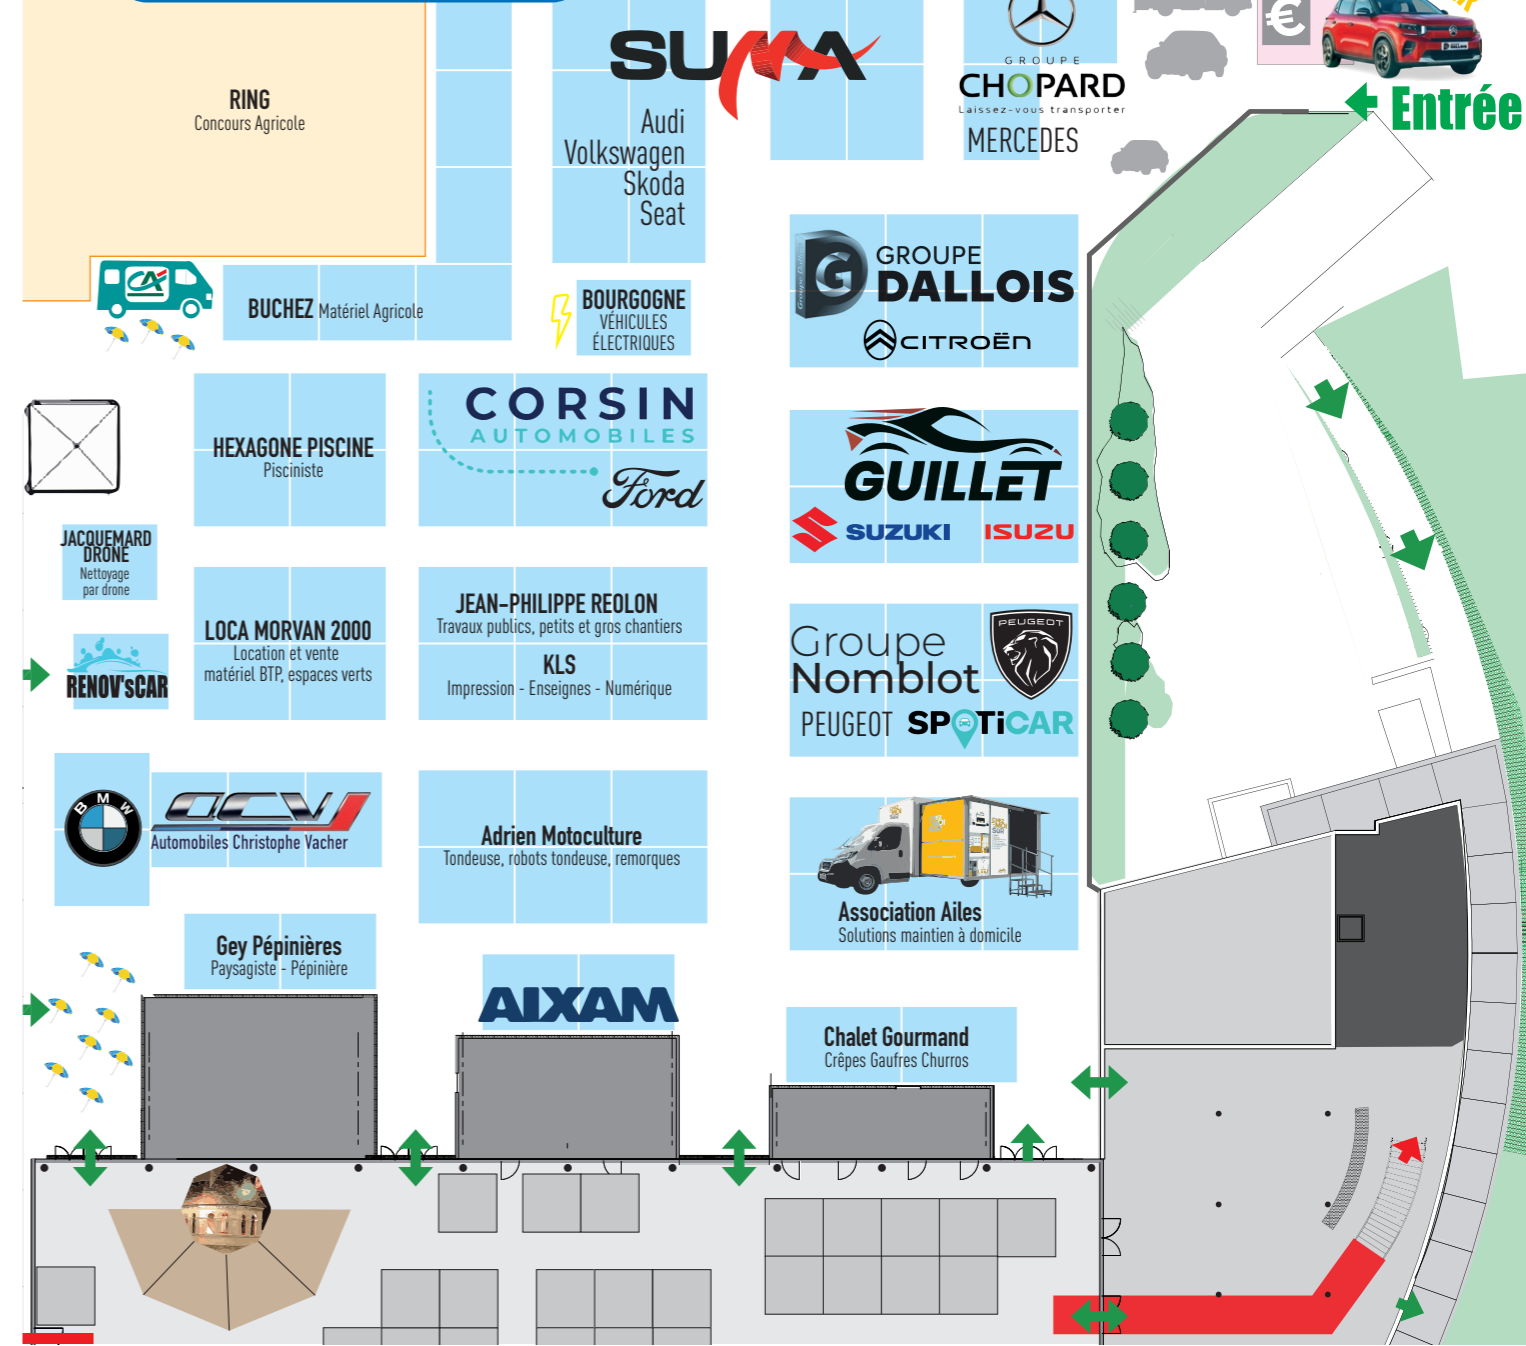 RING
Concours Agricole
SUMA
Audi
Volkswagen
Skoda
Seat
GROUPE
CHOPARD
Laissez-vous transporter
MERCEDES
€
Entrée
CA
BUCHEZ Matériel Agricole
BOURGOGNE
VÉHICULES
ÉLECTRIQUES
GROUPE
DALLOIS
CITROËN
HEXAGONE PISCINE
Pisciniste
CORSIN
AUTOMOBILES
Ford
GUILLET
SUZUKI ISUZU
JACQUEMARD
DRONE
Nettoyage
par drone
LOCA MORVAN 2000
Location et vente
matériel BTP, espaces verts
JEAN-PHILIPPE REOLON
Travaux publics, petits et gros chantiers
KLS
Impression - Enseignes - Numérique
Groupe
Nomblot
PEUGEOT
PEUGEOT SPOTiCAR
RENOV'sCAR
BMW
ACV
Automobiles Christophe Vacher
Adrien Motoculture
Tondeuse, robots tondeuse, remorques
Association Ailes
Solutions maintien à domicile
Gey Pépinières
Paysagiste - Pépinière
AIXAM
Chalet Gourmand
Crêpes Gaufres Churros